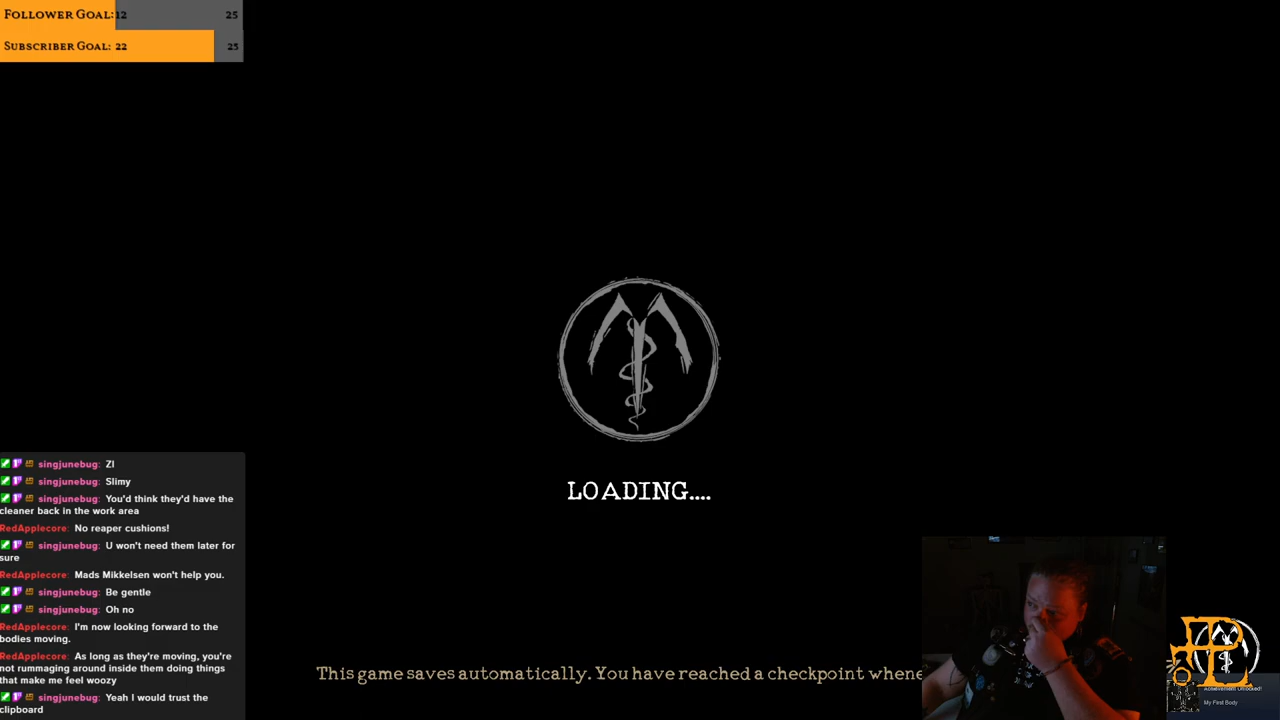 Follower Goal: 12 25
Subscriber Goal: 22 25
LOADING....
singjunebug: ZI
singjunebug: Slimy
singjunebug: You'd think they'd have the
cleaner back in the work area
RedApplecore: No reaper cushions!
singjunebug: U won't need them later for
sure
RedApplecore: Mads Mikkelsen won't help you.
singjunebug: Be gentle
singjunebug: Oh no
RedApplecore: I'm now looking forward to the
bodies moving.
RedApplecore: As long as they're moving, you're
not rummaging around inside them doing things
that make me feel woozy
singjunebug: Yeah I would trust the
clipboard
This game saves automatically. You have reached a checkpoint whene
Achievement Unlocked!
My First Body